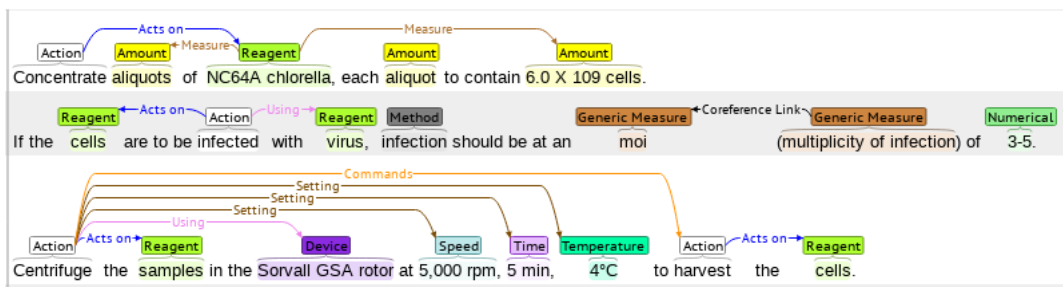 Acts on Measure
Action Amount Measure Reagent Amount Amount
Concentrate aliquots of NC64A chlorella, each aliquot to contain 6.0 X 109 cells.
Reagent Acts on Action Using Reagent Method Generic Measure Coreference Link Generic Measure Numerical
If the cells are to be infected with virus, infection should be at an moi (multiplicity of infection) of 3-5.
Commands
Setting
Setting
Setting
Using
Action Acts on Reagent Device Speed Time Temperature Action Acts on Reagent
Centrifuge the samples in the Sorvall GSA rotor at 5,000 rpm, 5 min, 4°C to harvest the cells.